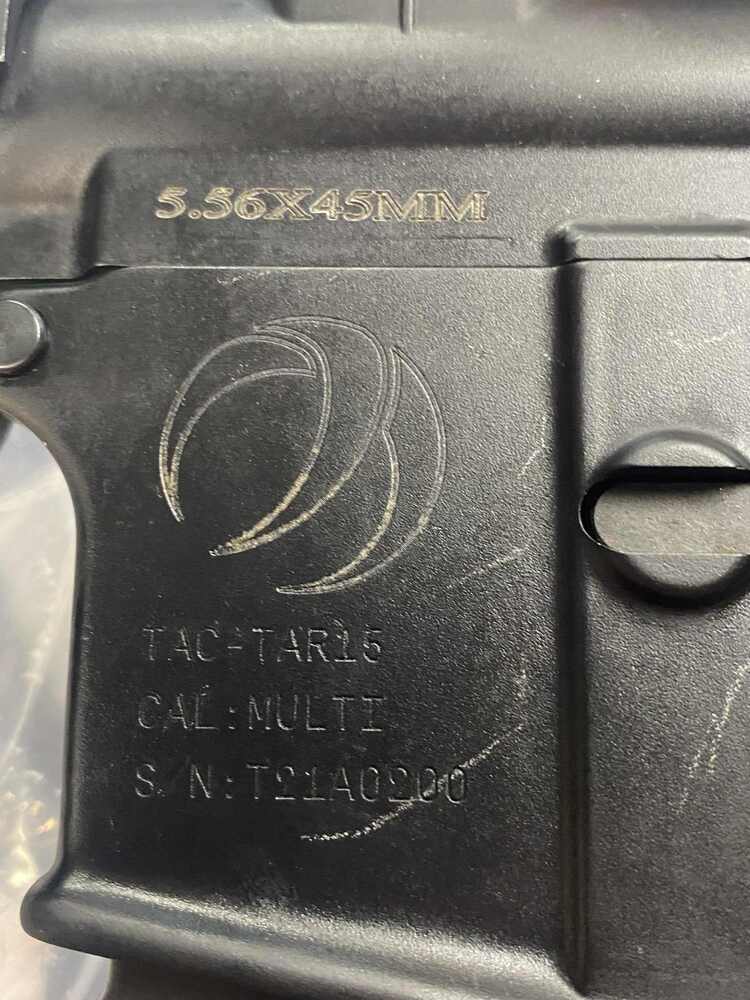 5.56X45MM
TAC-TAR15
CAL:MULTI
S/N:T21A0200